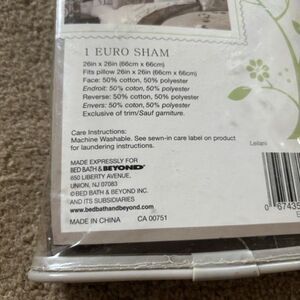 1 EURO SHAM
26in x 26in (66cm x 66cm)
Fits pillow 26in x 26in (66cm x 66cm)
Face: 50% cotton, 50% polyester
Endroit: 50% coton, 50% polyester
Reverse: 50% cotton, 50% polyester
Envers: 50% coton, 50% polyester
Exclusive of trim/Sauf garniture.
Care Instructions:
Machine Washable. See sewn-in care label on product
for laundering instructions.
Leilani
MADE EXPRESSLY FOR
BED BATH & BEYOND®
650 LIBERTY AVENUE,
UNION, NJ 07083
© BED BATH & BEYOND INC.
AND ITS SUBSIDIARIES
www.bedbathandbeyond.com
MADE IN CHINA CA 00751
0 67435